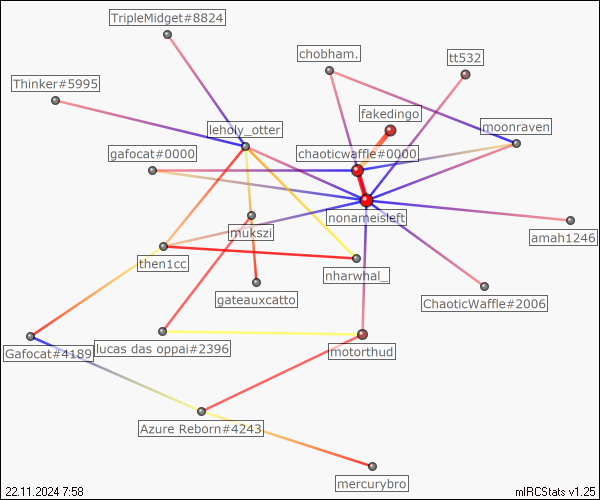 TripleMidget#8824
chobham.
tt532
Thinker#5995
fakedingo
leholy_otter
moonraven
gafocat#0000
chaoticwaffle#0000
nonameisleft
mukszi
amah1246
then1cc
nharwhal_
gateauxcatto
ChaoticWaffle#2006
Gafocat#4189
lucas das oppai#2396
motorthud
Azure Reborn#4243
mercurybro
22.11.2024 7:58
mIRCStats v1.25